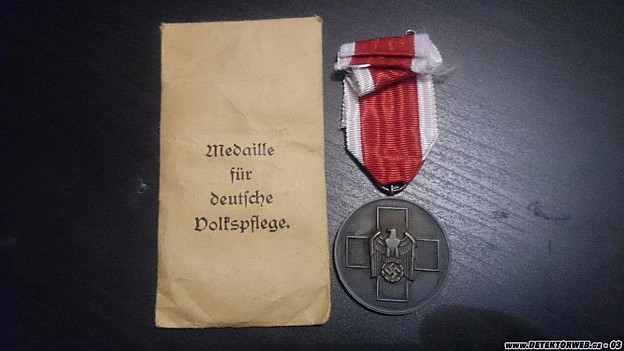 Medaille
für
deutsche
Volkspflege.
WWW.DETEKTORWEB.cz - 03